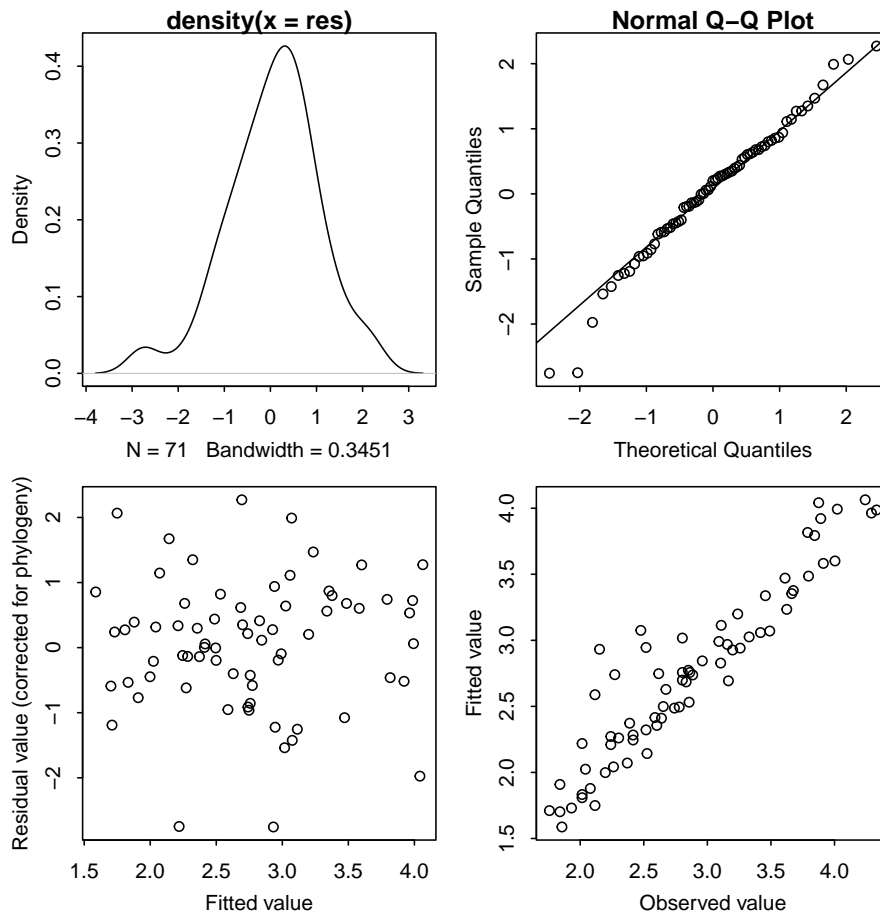 density(x = res)
Density
0.0 0.1 0.2 0.3 0.4
−4 −3 −2 −1 0 1 2 3
N = 71 Bandwidth = 0.3451
Normal Q−Q Plot
Sample Quantiles
−2 −1 0 1 2
−2 −1 0 1 2
Theoretical Quantiles
Residual value (corrected for phylogeny)
−2 −1 0 1 2
1.5 2.0 2.5 3.0 3.5 4.0
Fitted value
Fitted value
1.5 2.0 2.5 3.0 3.5 4.0
2.0 2.5 3.0 3.5 4.0
Observed value